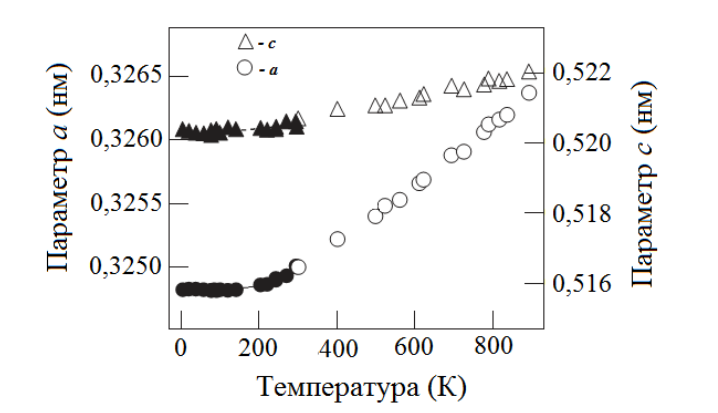 △ - c
○ - a
0,3265
0,3260
0,3255
0,3250
Параметр a (нм)
0,522
0,520
0,518
0,516
Параметр c (нм)
0 200 400 600 800
Температура (К)